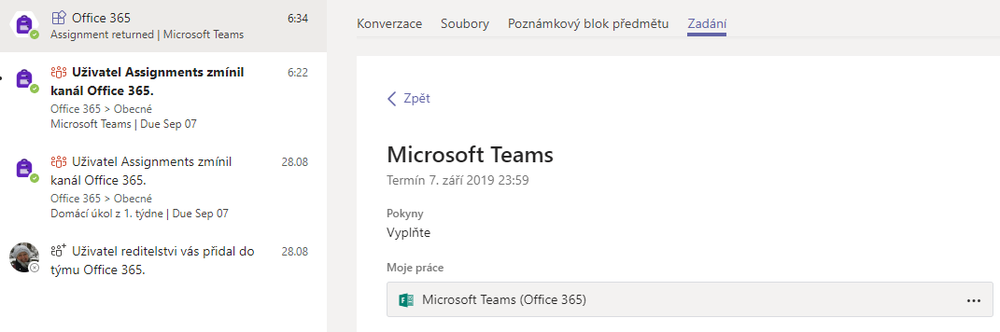 Office 365 6:34
Assignment returned | Microsoft Teams
Uživatel Assignments zmínil 6:22
kanál Office 365.
Office 365 > Obecné
Microsoft Teams | Due Sep 07
Uživatel Assignments zmínil 28.08
kanál Office 365.
Office 365 > Obecné
Domácí úkol z 1. týdne | Due Sep 07
Uživatel reditelstvi vás přidal do 28.08
týmu Office 365.
Konverzace Soubory Poznámkový blok předmětu Zadání
Zpět
Microsoft Teams
Termín 7. září 2019 23:59
Pokyny
Vyplňte
Moje práce
Microsoft Teams (Office 365)